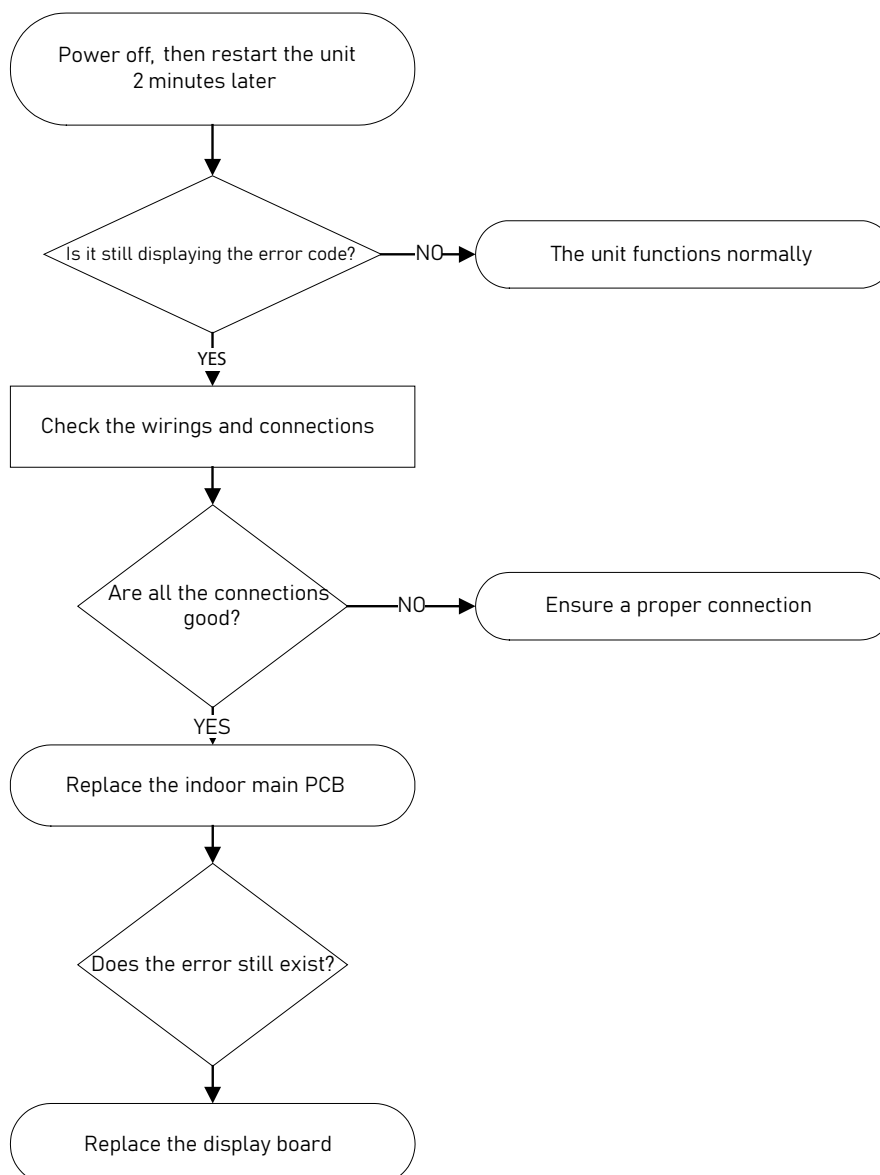 Power off, then restart the unit
2 minutes later
Is it still displaying the error code?
NO
The unit functions normally
YES
Check the wirings and connections
Are all the connections
good?
NO
Ensure a proper connection
YES
Replace the indoor main PCB
Does the error still exist?
Replace the display board